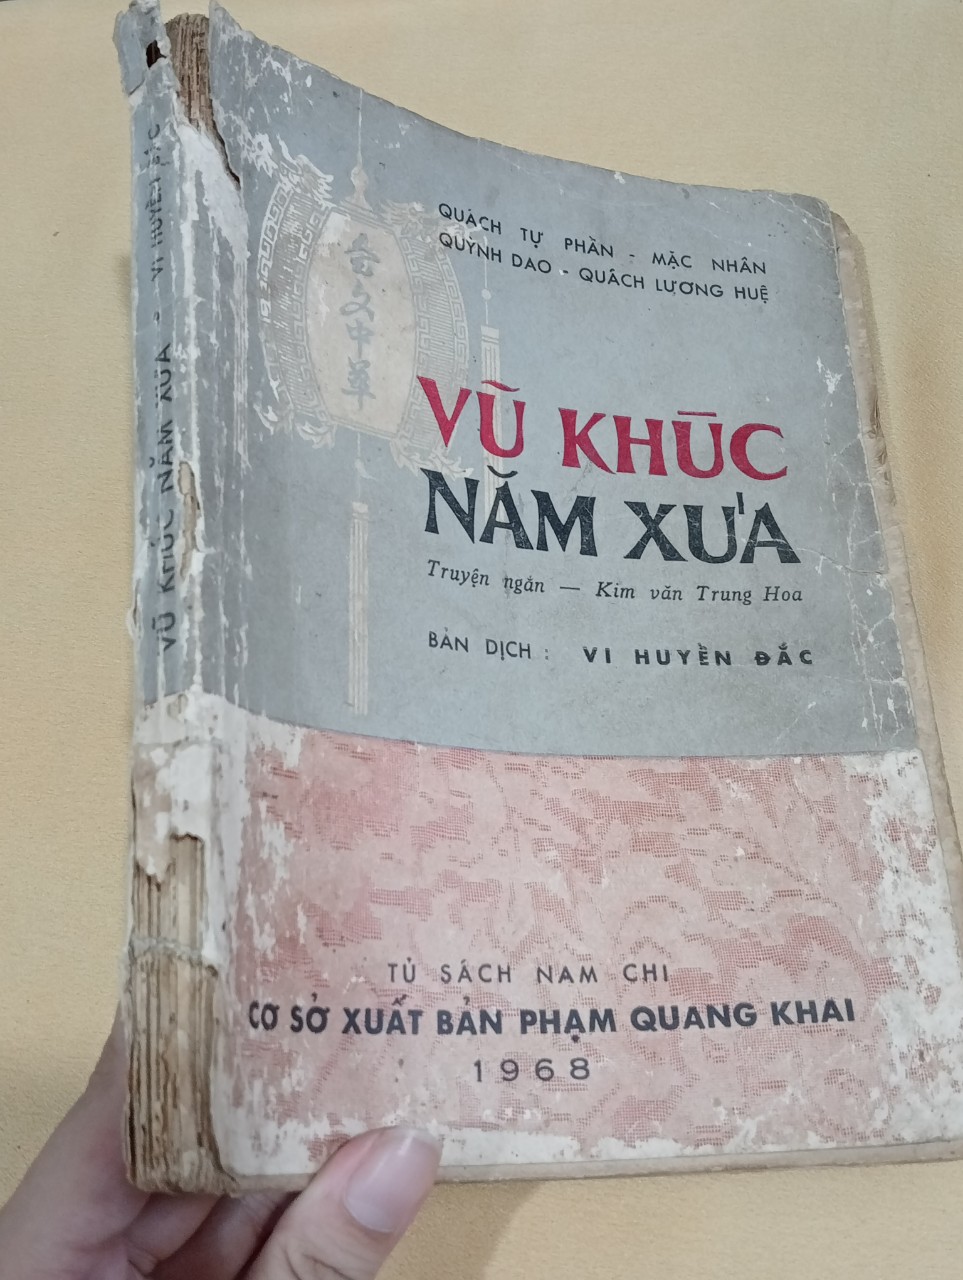 QUÁCH TỰ PHẦN - MẶC NHÂN
QUỲNH DAO - QUÁCH LƯƠNG HUỆ
VŨ KHÚC
NĂM XƯA
Truyện ngắn — Kim văn Trung Hoa
BẢN DỊCH : VI HUYỀN ĐẮC
TỦ SÁCH NAM CHI
CƠ SỞ XUẤT BẢN PHẠM QUANG KHAI
1968
VŨ KHÚC NĂM XƯA - VI HUYỀN ĐẮC